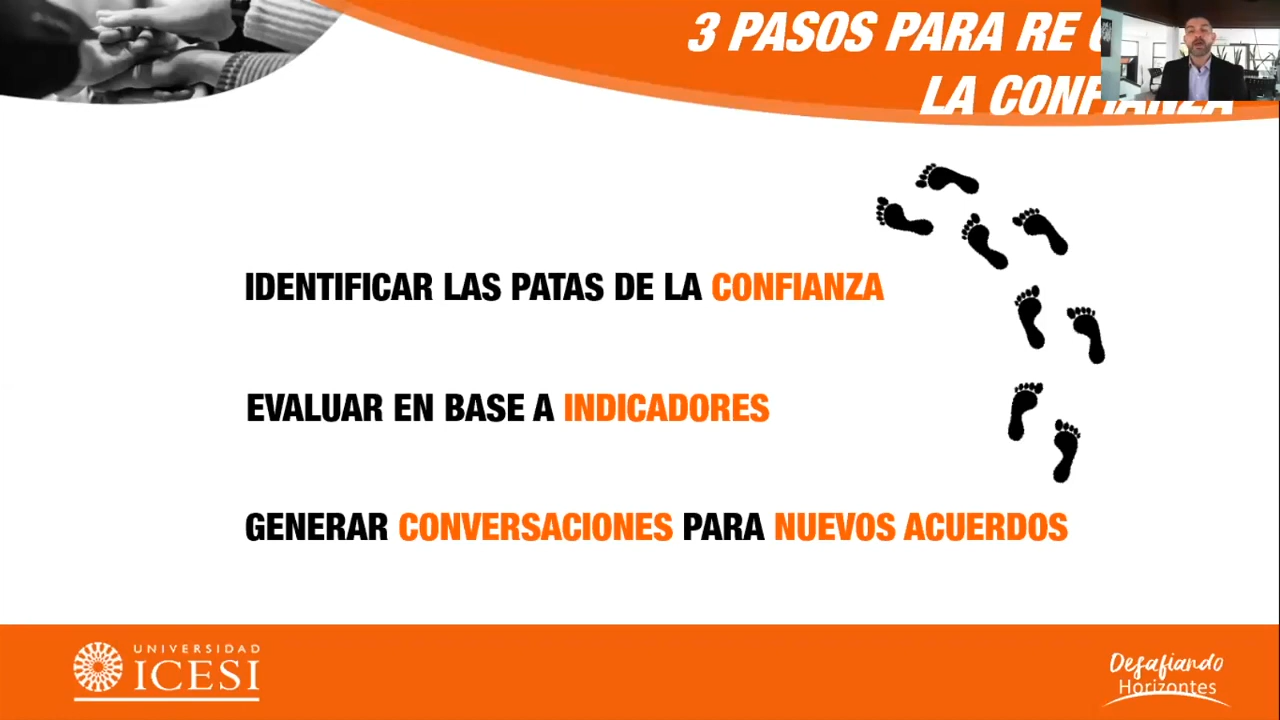 3 PASOS PARA RE
LA CONFIANZA
IDENTIFICAR LAS PATAS DE LA CONFIANZA
EVALUAR EN BASE A INDICADORES
GENERAR CONVERSACIONES PARA NUEVOS ACUERDOS
UNIVERSIDAD
ICESI
Desafiando
Horizontes